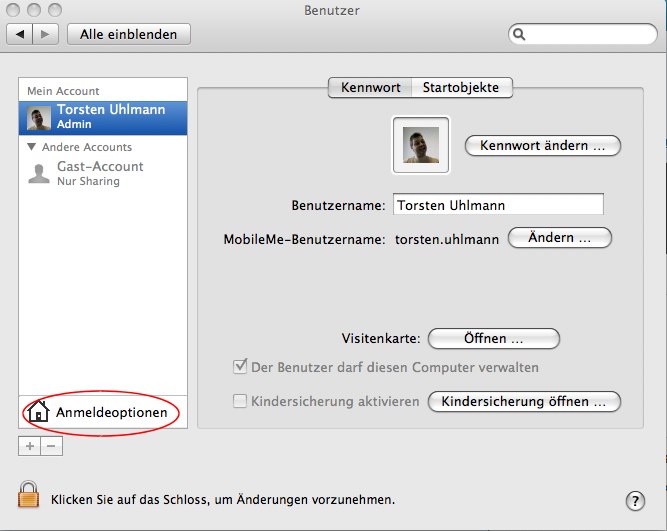 Benutzer
Alle einblenden
Mein Account
Torsten Uhlmann
Admin
Andere Accounts
Gast-Account
Nur Sharing
Anmeldeoptionen
+ −
Kennwort Startobjekte
Kennwort ändern ...
Benutzername: Torsten Uhlmann
MobileMe-Benutzername: torsten.uhlmann Ändern ...
Visitenkarte: Öffnen ...
Der Benutzer darf diesen Computer verwalten
Kindersicherung aktivieren Kindersicherung öffnen ...
Klicken Sie auf das Schloss, um Änderungen vorzunehmen. ?